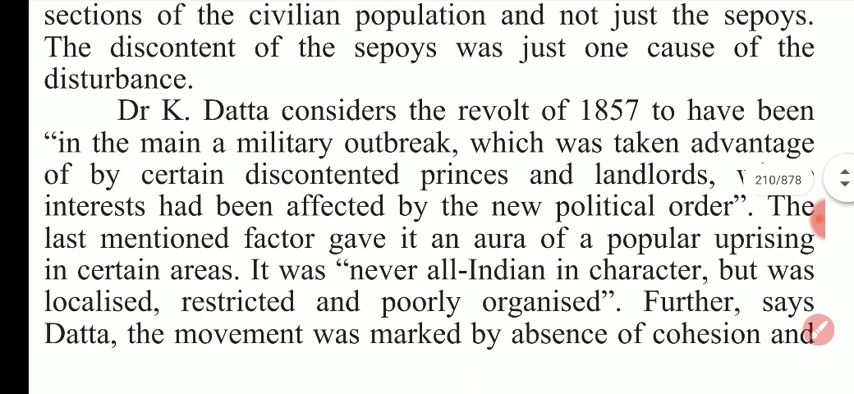 sections of the civilian population and not just the sepoys.
The discontent of the sepoys was just one cause of the
disturbance.
Dr K. Datta considers the revolt of 1857 to have been
“in the main a military outbreak, which was taken advantage
of by certain discontented princes and landlords, 210/878
interests had been affected by the new political order”. The
last mentioned factor gave it an aura of a popular uprising
in certain areas. It was “never all-Indian in character, but was
localised, restricted and poorly organised”. Further, says
Datta, the movement was marked by absence of cohesion and